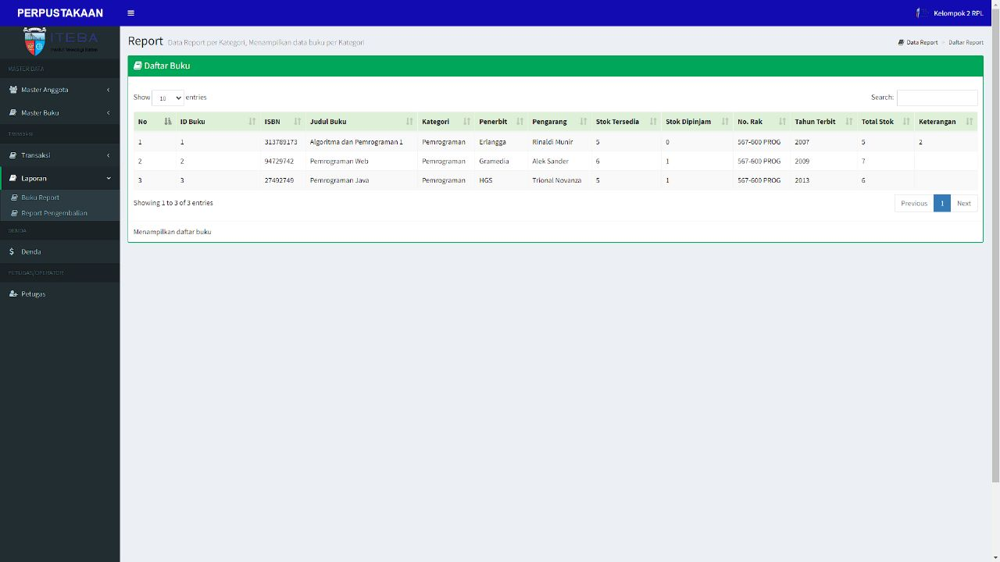 PERPUSTAKAAN
Kelompok 2 RPL
ITEBA
Institut Teknologi Batam
MASTER DATA
Master Anggota
Master Buku
Transaksi
Transaksi
Laporan
Buku Report
Report Pengembalian
DENDA
Denda
PETUGAS/OPERATOR
Petugas
Report Data Report per Kategori, Menampilkan data buku per Kategori
Data Report > Daftar Report
Daftar Buku
Show 10 entries Search:
No ID Buku ISBN Judul Buku Kategori Penerbit Pengarang Stok Tersedia Stok Dipinjam No. Rak Tahun Terbit Total Stok Keterangan
1 1 313789173 Algoritma dan Pemrograman 1 Pemrograman Erlangga Rinaldi Munir 5 0 567-600 PROG 2007 5 2
2 2 94729742 Pemrograman Web Pemrograman Gramedia Alek Sander 6 1 567-600 PROG 2009 7
3 3 27492749 Pemrograman Java Pemrograman HGS Trional Novanza 5 1 567-600 PROG 2013 6
Showing 1 to 3 of 3 entries Previous 1 Next
Menampilkan daftar buku